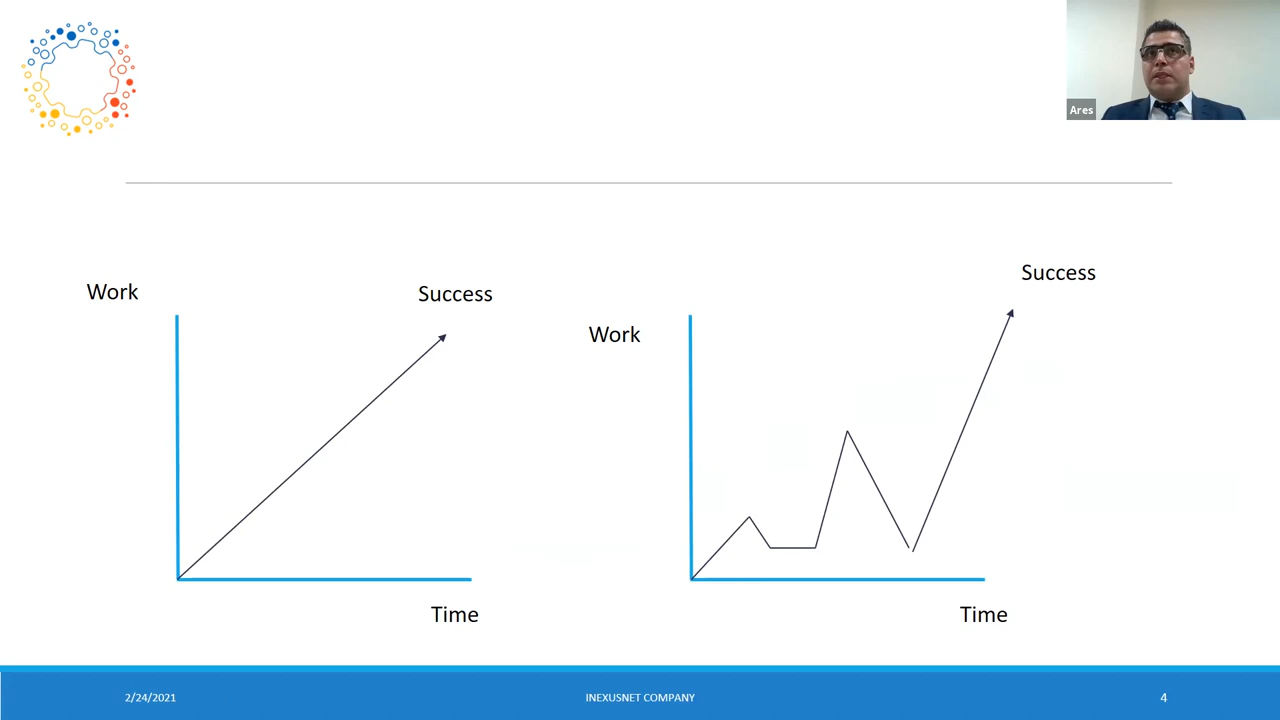 Ares
Work
Success
Time
Work
Success
Time
2/24/2021
INEXUSNET COMPANY
4